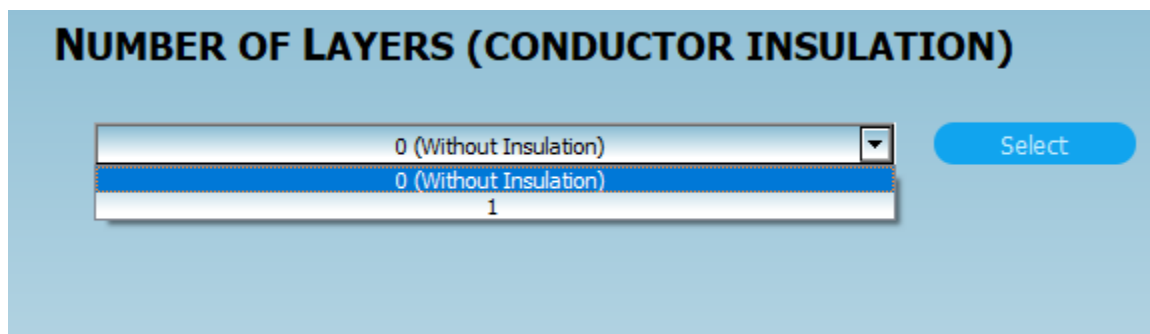 NUMBER OF LAYERS (CONDUCTOR INSULATION)
0 (Without Insulation)
Select
0 (Without Insulation)
1